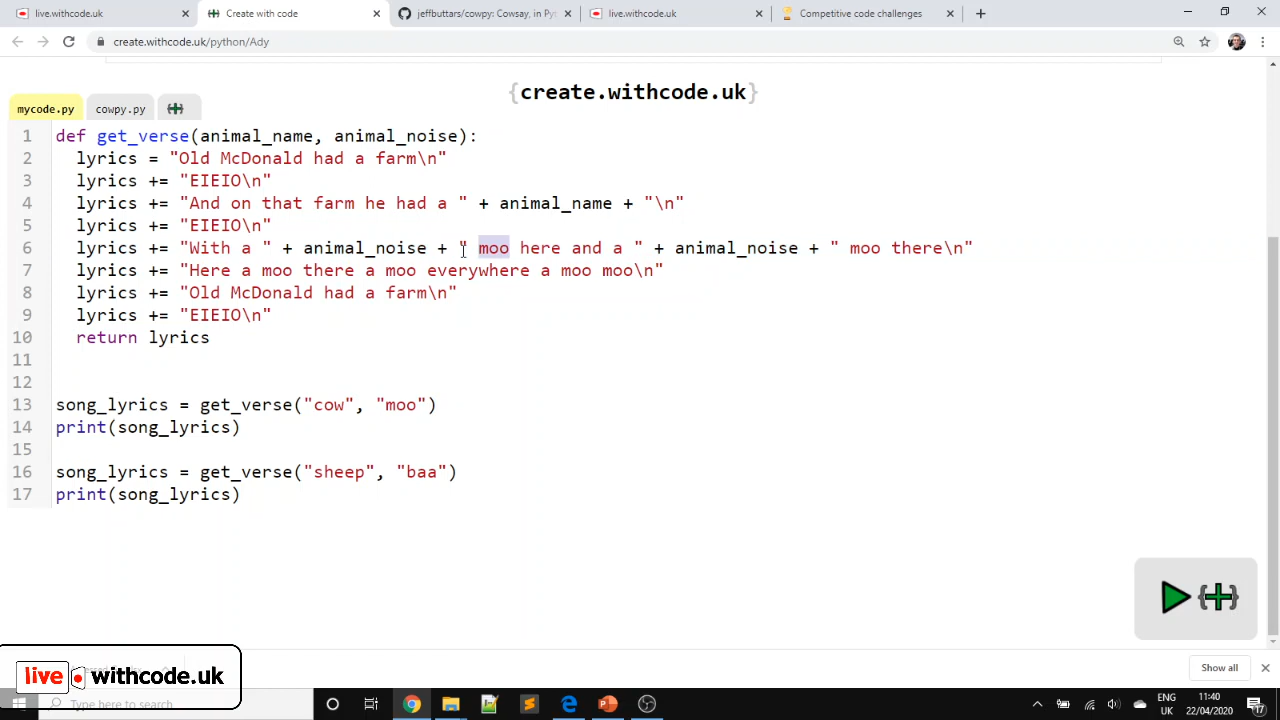 live.withcode.uk
Create with code
jeffbuttars/cowpy: Cowsay, in Pyt
live.withcode.uk
Competitive code challenges
create.withcode.uk/python/Ady
{create.withcode.uk}
mycode.py
cowpy.py
1 def get_verse(animal_name, animal_noise):
2 lyrics = "Old McDonald had a farm\n"
3 lyrics += "EIEIO\n"
4 lyrics += "And on that farm he had a " + animal_name + "\n"
5 lyrics += "EIEIO\n"
6 lyrics += "With a " + animal_noise + " moo here and a " + animal_noise + " moo there\n"
7 lyrics += "Here a moo there a moo everywhere a moo moo\n"
8 lyrics += "Old McDonald had a farm\n"
9 lyrics += "EIEIO\n"
10 return lyrics
11
12
13 song_lyrics = get_verse("cow", "moo")
14 print(song_lyrics)
15
16 song_lyrics = get_verse("sheep", "baa")
17 print(song_lyrics)
live withcode.uk
Show all
Type here to search
ENG
UK
11:40
22/04/2020
17